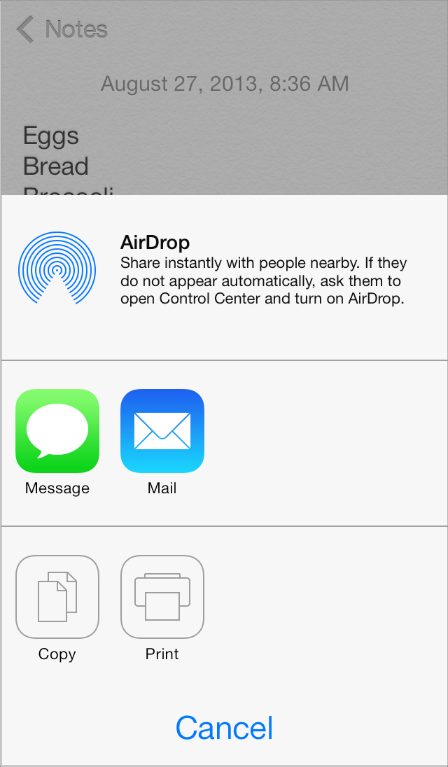 Notes
August 27, 2013, 8:36 AM
Eggs
Bread
Broccoli
AirDrop
Share instantly with people nearby. If they
do not appear automatically, ask them to
open Control Center and turn on AirDrop.
Message Mail
Copy Print
Cancel